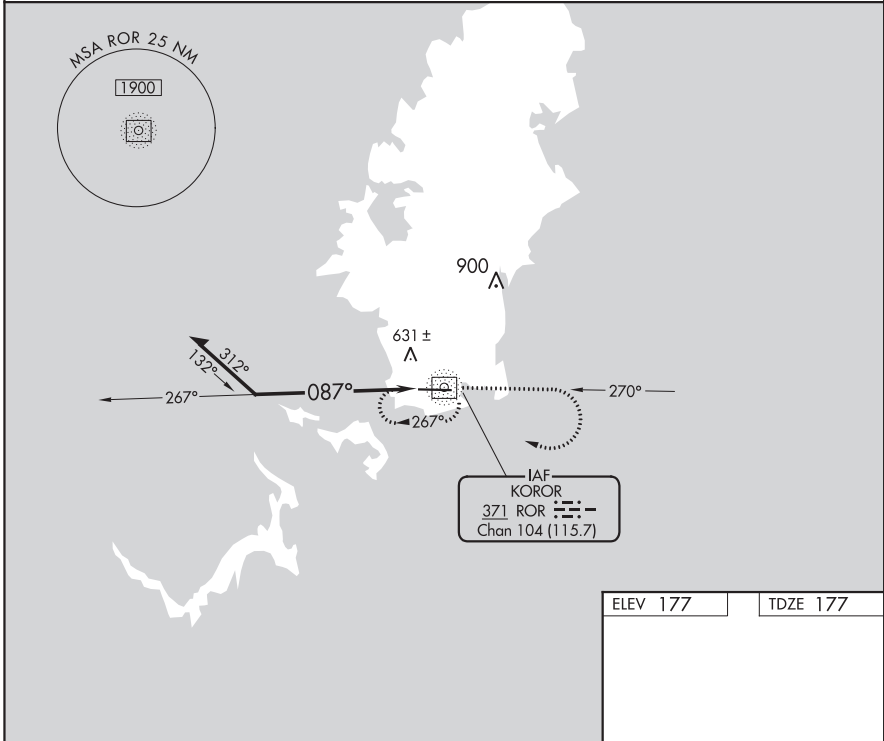 MSA ROR 25 NM
1900
900
631 ±
312°
132°
267°
087°
270°
267°
IAF
KOROR
371 ROR
Chan 104 (115.7)
ELEV 177
TDZE 177